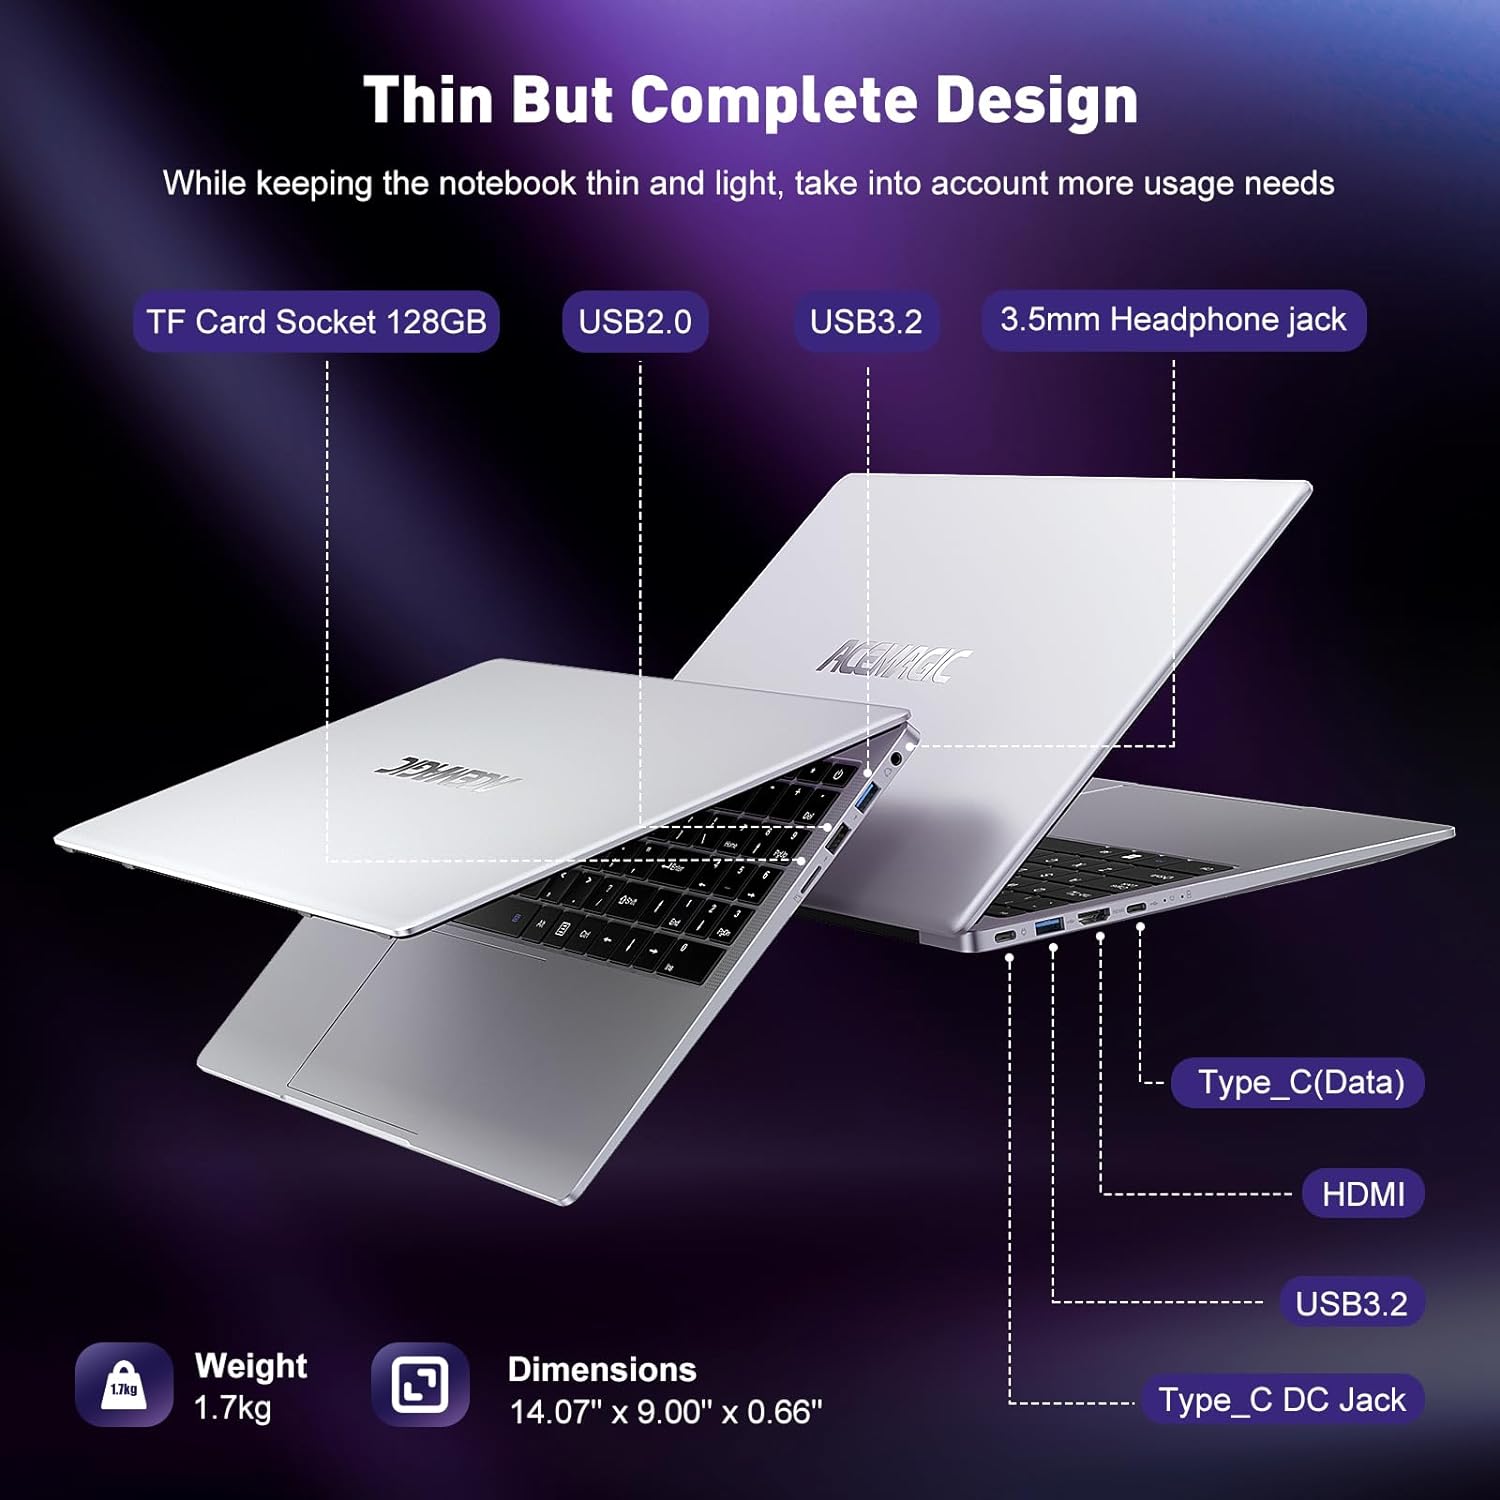 Thin But Complete Design
While keeping the notebook thin and light, take into account more usage needs
TF Card Socket 128GB
USB2.0
USB3.2
3.5mm Headphone jack
ACEMAGIC
ACEMAGIC
Type_C(Data)
HDMI
USB3.2
Type_C DC Jack
1.7kg
Weight
1.7kg
Dimensions
14.07" x 9.00" x 0.66"